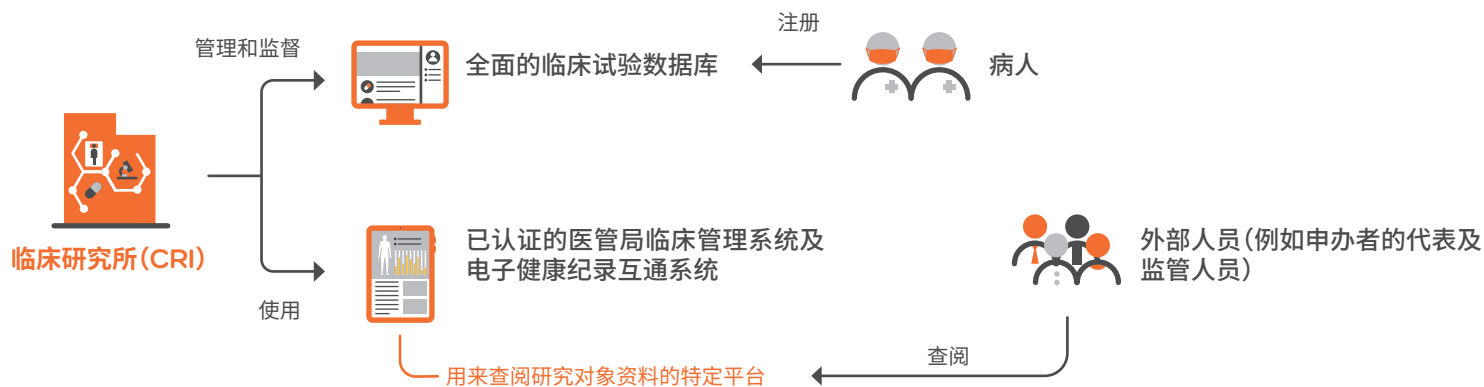 注册
管理和监督
全面的临床试验数据库
病人
临床研究所(CRI)
已认证的医管局临床管理系统及
电子健康纪录互通系统
外部人员(例如申办者的代表及
监管人员)
使用
查阅
用来查阅研究对象资料的特定平台